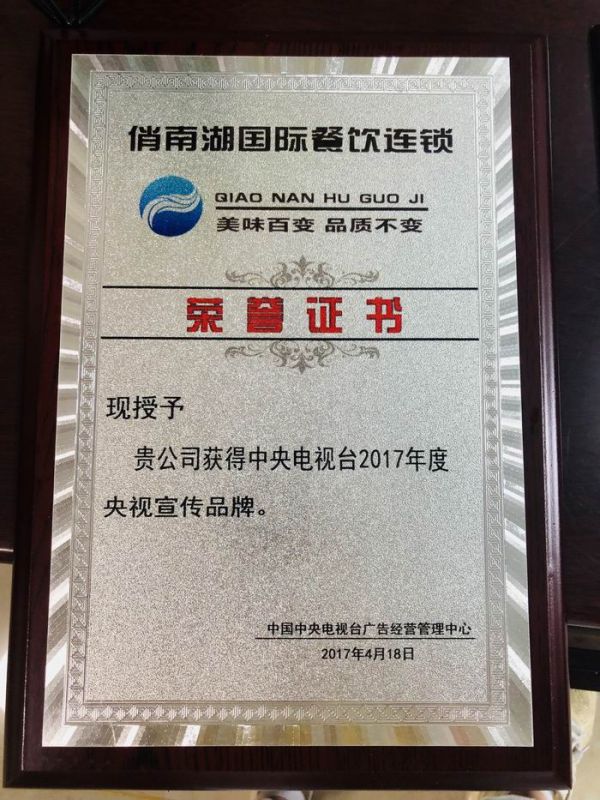 俏南湖国际餐饮连锁
QIAO NAN HU GUO JI
美味百变 品质不变
荣誉证书
现授予
贵公司获得中央电视台2017年度
央视宣传品牌。
中国中央电视台广告经营管理中心
2017年4月18日